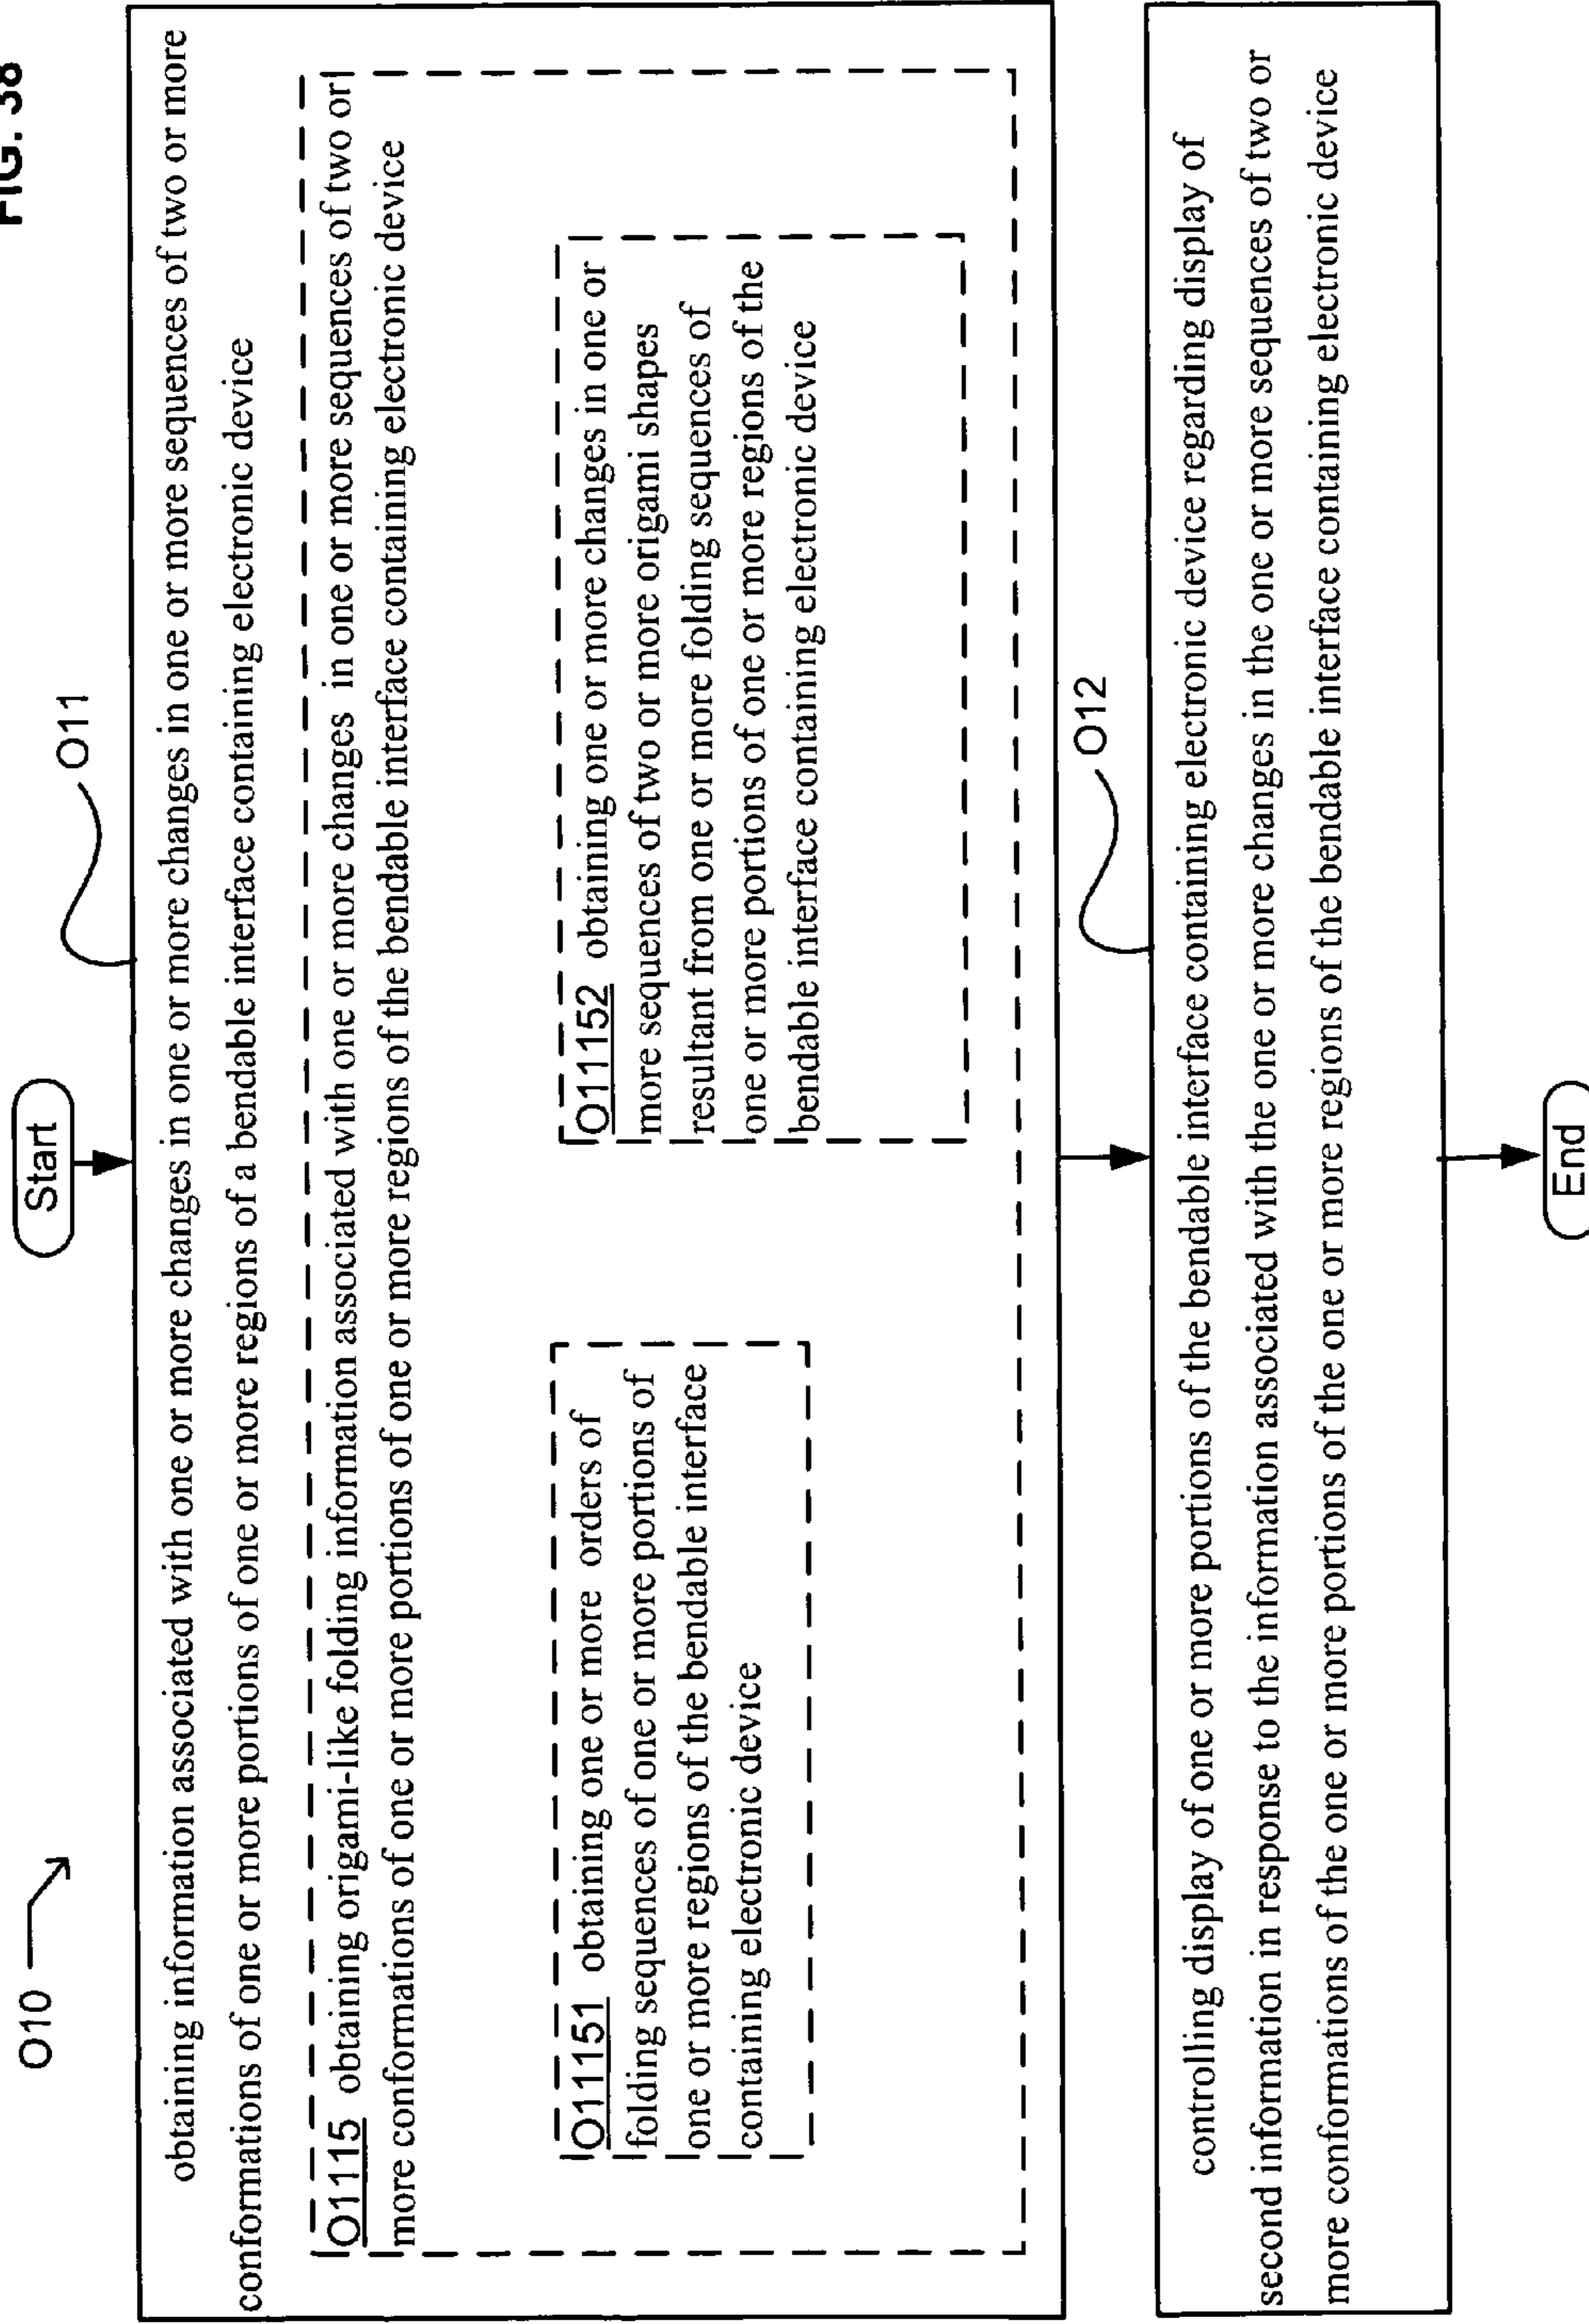 FIG. 38
O10
Start
O11
obtaining information associated with one or more changes in one or more changes in one or more sequences of two or more
conformations of one or more portions of one or more regions of a bendable interface containing electronic device
O1115 obtaining origami-like folding information associated with one or more changes in one or more sequences of two or
more conformations of one or more portions of one or more regions of the bendable interface containing electronic device
O11151 obtaining one or more orders of
folding sequences of one or more portions of
one or more regions of the bendable interface
containing electronic device
O11152 obtaining one or more changes in one or
more sequences of two or more origami shapes
resultant from one or more folding sequences of
one or more portions of one or more regions of the
bendable interface containing electronic device
O12
controlling display of one or more portions of the bendable interface containing electronic device regarding display of
second information in response to the information associated with the one or more changes in the one or more sequences of two or
more conformations of the one or more portions of the one or more regions of the bendable interface containing electronic device
End